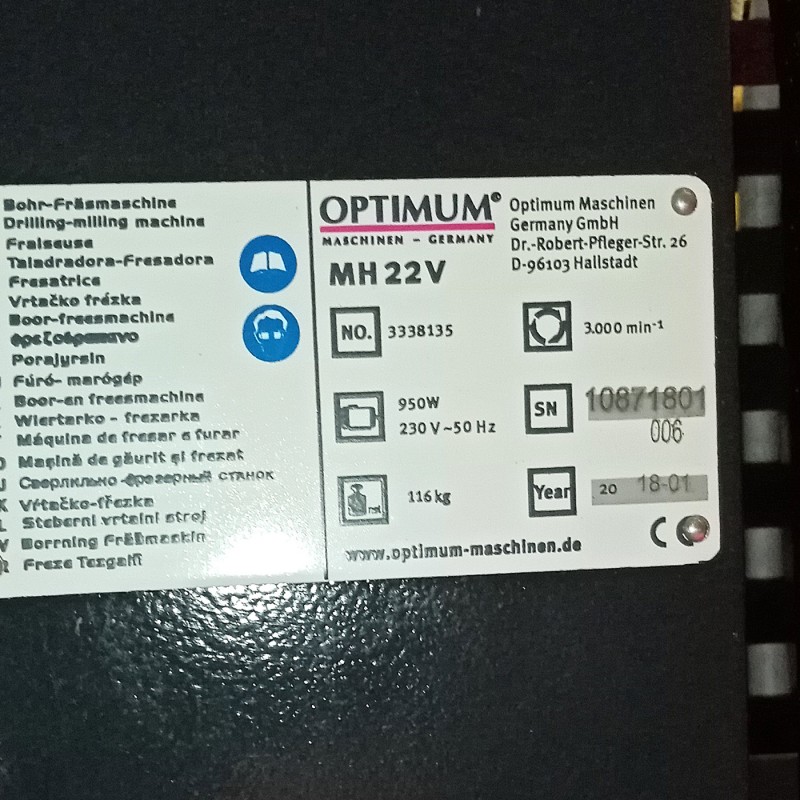 Bohr-Fräsmaschine
Drilling-milling machine
Fraiseuse
Taladradora-Fresadora
Fresatrice
Vrtačko frézka
Boor-freesmachine
Porajyrsin
Fúró- marógép
Boor-en freesmachine
Wiertarko - frezarka
Máquina de fresar e furar
Maşină de găurit şi frezat
Сверлильно-фрезерный станок
Vŕtačko-frezka
Steberni vrtalni stroj
Borrning Fräsmaskin
Freze Tezgahi
OPTIMUM®
MASCHINEN - GERMANY
MH 22V
Optimum Maschinen
Germany GmbH
Dr.-Robert-Pfleger-Str. 26
D-96103 Hallstadt
NO. 3338135
3.000 min-1
950W
230 V ~50 Hz
SN 10871801
006
116 kg
Year 20 18-01
www.optimum-maschinen.de
CE